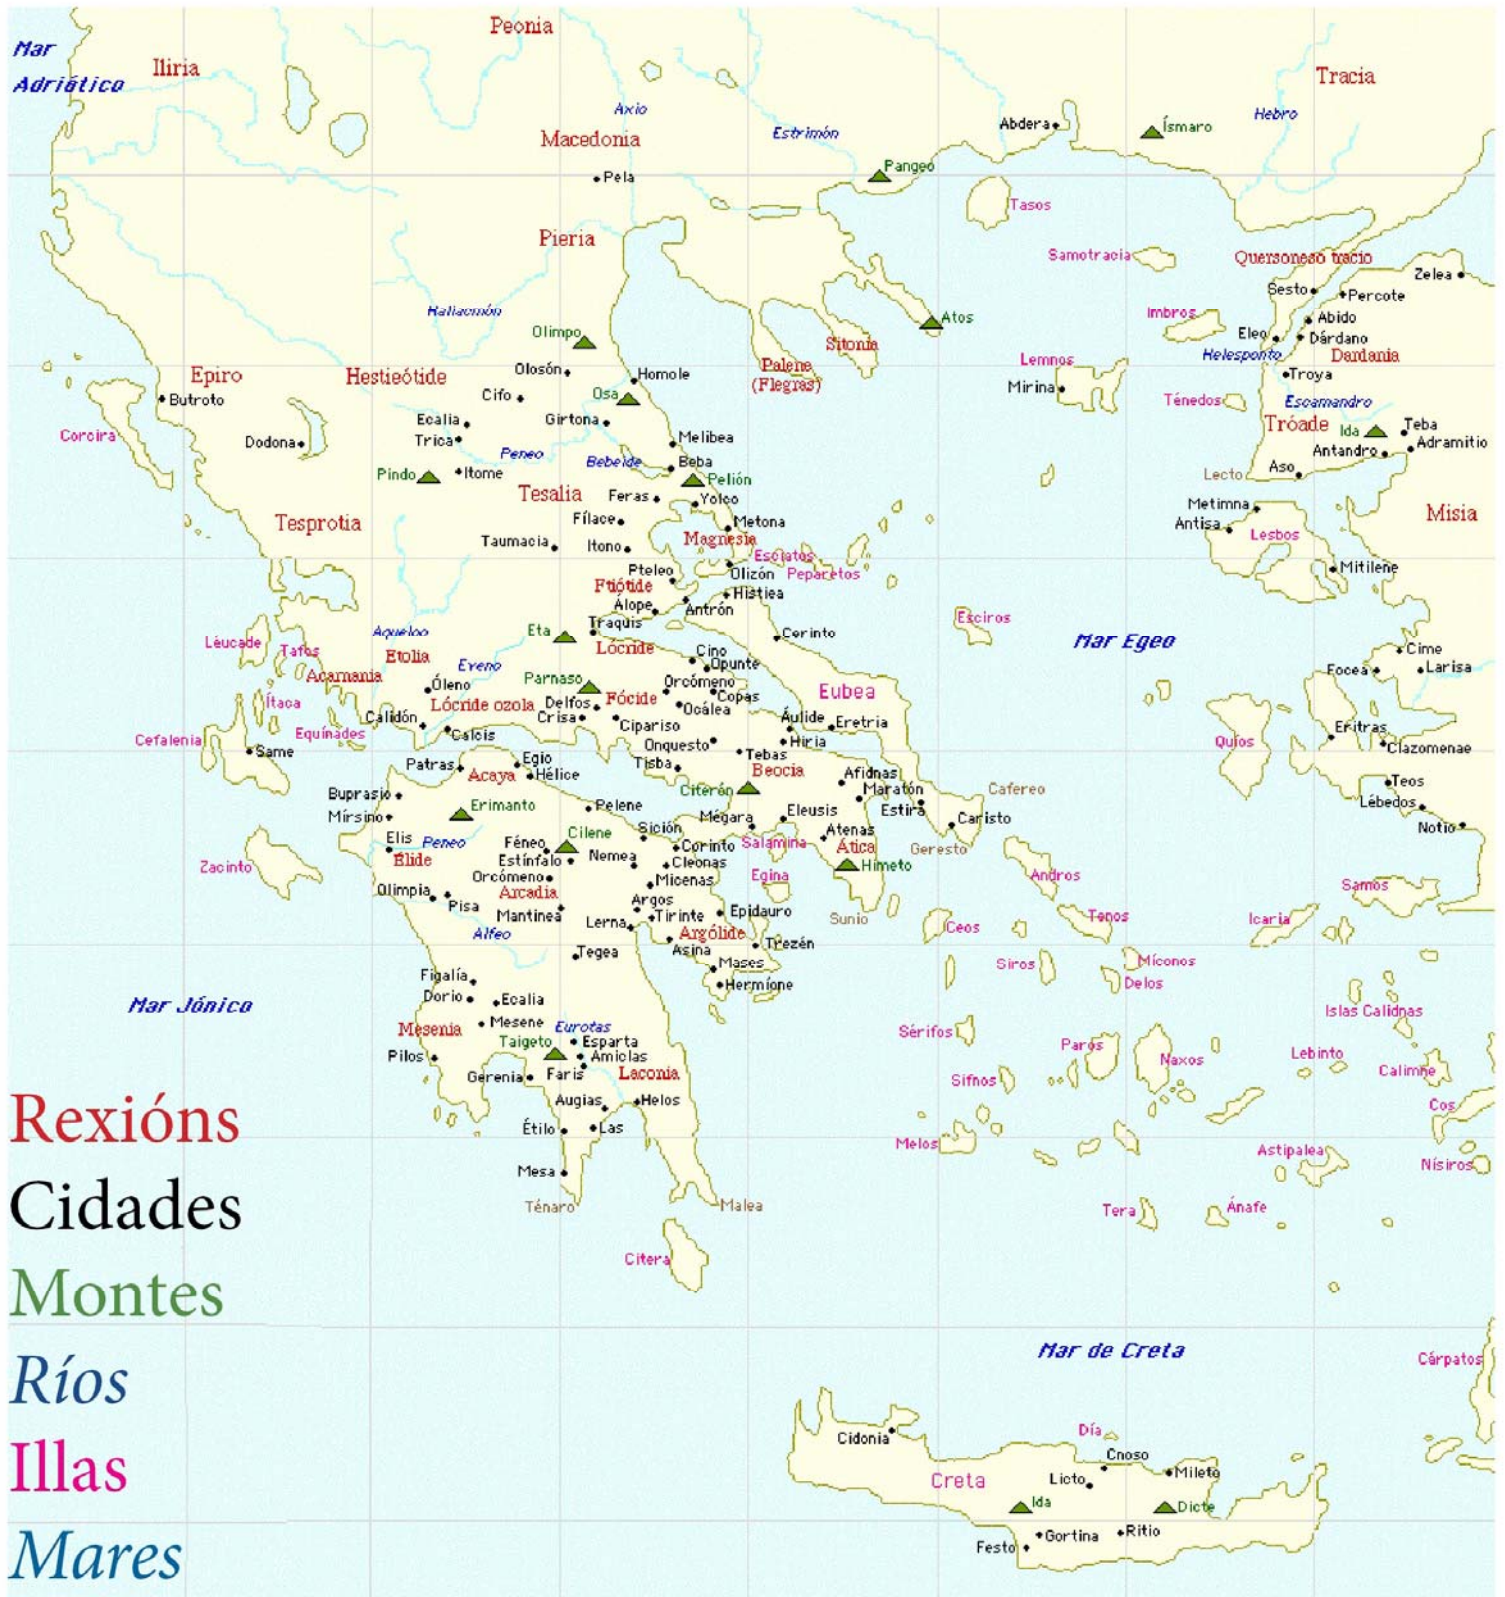 Peonia
Mar
Adriático
Iliria
Tracia
Axio
Hebro
Estrimón
Abdera
Ísmaro
Macedonia
Pangeo
Pela
Tasos
Pieria
Samotracia
Quersoneso tracio
Zelea
Sesto
Percote
Haliacmón
Imbros
Abido
Atos
Olimpo
Eleo
Dárdano
Sitonia
Helesponto
Dardania
Lemnos
Palene
(Flegras)
Epiro
Hestieótide
Olosón
Homole
Troya
Mirina
Butroto
Cifo
Osa
Ténedos
Escamandro
Ecalia
Girtona
Tróade
Ida
Teba
Corcira
Dodona
Trica
Melibea
Adramitio
Peneo
Bebeide
Beba
Antandro
Pindo
Itome
Pelión
Lecto
Aso
Tesalia
Feras
Yolco
Metimna
Misia
Tesprotia
Fílace
Metona
Antisa
Lesbos
Taumacia
Itono
Magnesia
Esciatos
Pteleo
Olizón
Peparetos
Mitilene
Ftiótide
Histiea
Álope
Antrón
Esciros
Traquis
Eta
Aqueloo
Cerinto
Mar Egeo
Léucade
Tafos
Lócride
Cino
Cime
Etolia
Eveno
Opunte
Focea
Larisa
Acarnania
Parnaso
Orcómeno
Óleno
Fócide
Copas
Eubea
Ítaca
Lócride ozola
Delfos
Ocálea
Calidón
Crisa
Cipariso
Áulide
Eretria
Equínades
Calcis
Eritras
Cefalenia
Onquesto
Hiria
Quios
Clazomenae
Same
Tebas
Patras
Egio
Tisba
Beocia
Acaya
Hélice
Afidnas
Teos
Buprasio
Citerón
Maratón
Cafereo
Erimanto
Pelene
Estira
Lébedos
Mírsino
Mégara
Eleusis
Caristo
Sición
Atenas
Notio
Elis
Peneo
Féneo
Cilene
Corinto
Salamina
Ática
Geresto
Élide
Estínfalo
Nemea
Cleonas
Himeto
Zacinto
Orcómeno
Micenas
Egina
Andros
Samos
Olimpia
Arcadia
Pisa
Argos
Mantinea
Tirinte
Epidauro
Sunio
Tenos
Icaria
Lerna
Ceos
Alfeo
Argólide
Asina
Trezén
Tegea
Mases
Siros
Míconos
Figalía
Hermíone
Delos
Dorio
Ecalia
Mar Jónico
Islas Calidnas
Mesenia
Mesene
Eurotas
Sérifos
Taigeto
Esparta
Paros
Pilos
Amiclas
Naxos
Lebinto
Gerenia
Faris
Laconia
Sifnos
Calimne
Augias
Helos
Cos
Étilo
Las
Melos
Astipalea
Nísiros
Mesa
Ténaro
Malea
Tera
Ánafe
Citera
Mar de Creta
Cárpatos
Día
Cidonia
Cnoso
Creta
Licto
Mileto
Ida
Dicte
Gortina
Ritio
Festo
Rexións
Cidades
Montes
Ríos
Illas
Mares